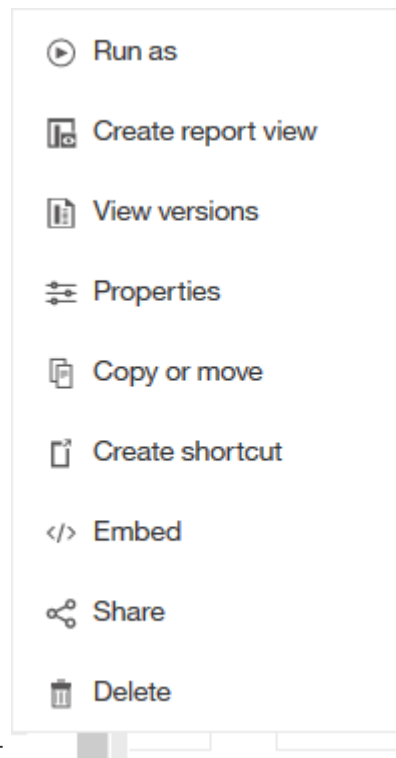 Run as
Create report view
View versions
Properties
Copy or move
Create shortcut
Embed
Share
Delete